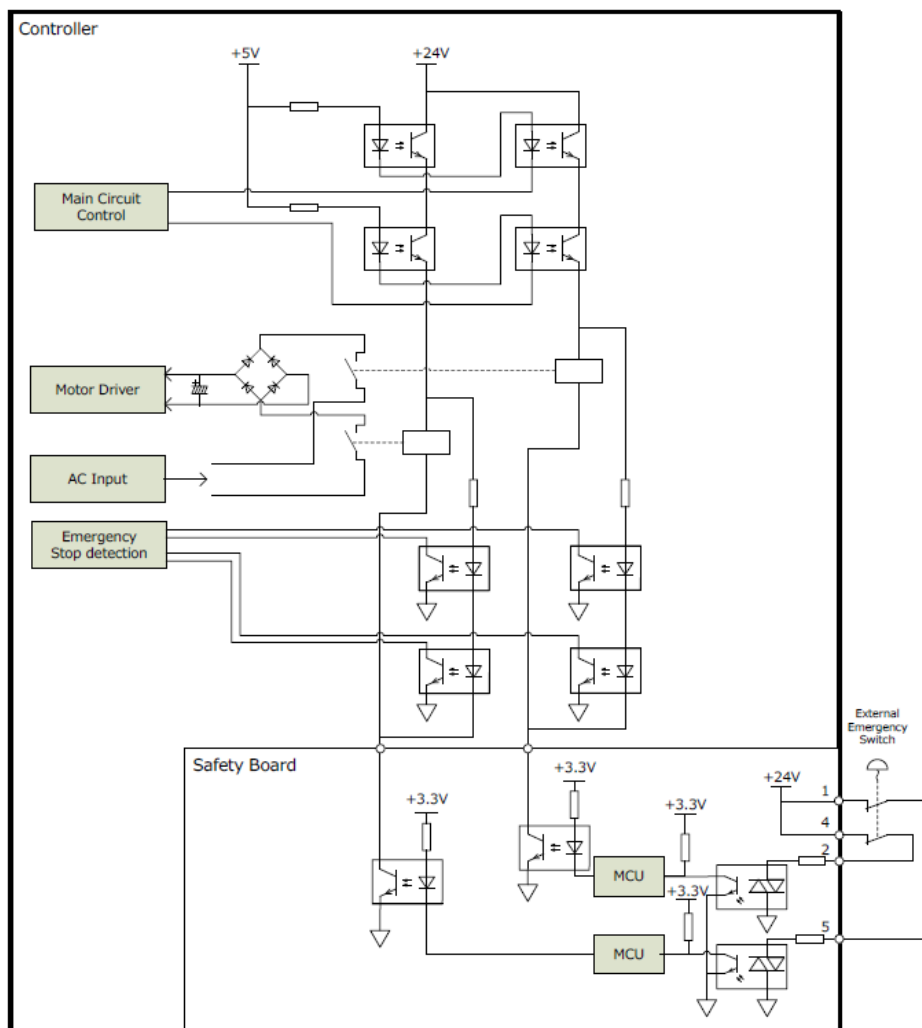 Controller
+5V
+24V
Main Circuit
Control
Motor Driver
AC Input
Emergency
Stop detection
External
Emergency
Switch
Safety Board
+3.3V
+3.3V
+3.3V
+24V
1
4
2
MCU
+3.3V
5
MCU